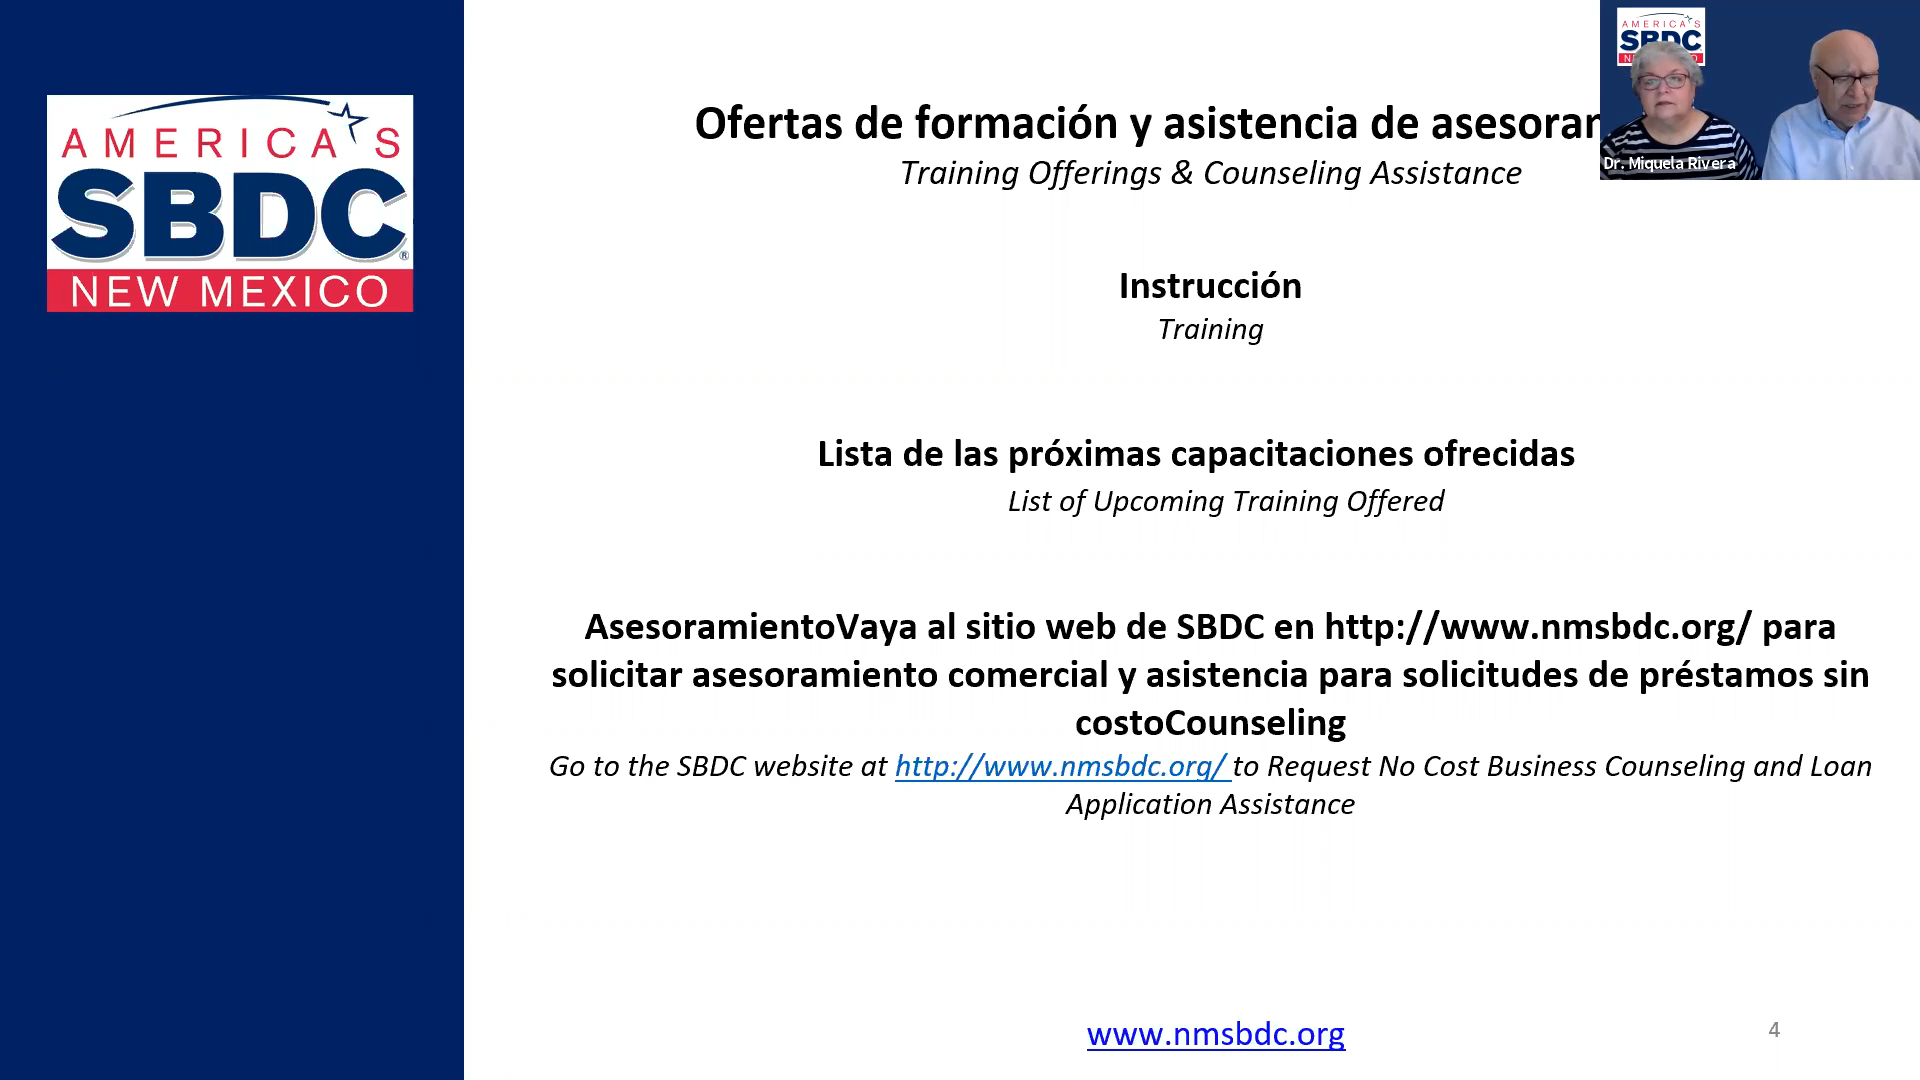 AMERICA'S
SBDC
NEW MEXICO
Ofertas de formación y asistencia de
Training Offerings & Counseling Assistance
Instrucción
Training
Lista de las próximas capacitaciones ofrecidas
List of Upcoming Training Offered
AsesoramientoVaya al sitio web de SBDC en http://www.nmsbdc.org/ para
solicitar asesoramiento comercial y asistencia para solicitudes de préstamos sin
costoCounseling
Go to the SBDC website at http://www.nmsbdc.org/ to Request No Cost Business Counseling and Loan
Application Assistance
www.nmsbdc.org
4
AMERICA'S
SBDC
Dr. Miquela Rivera